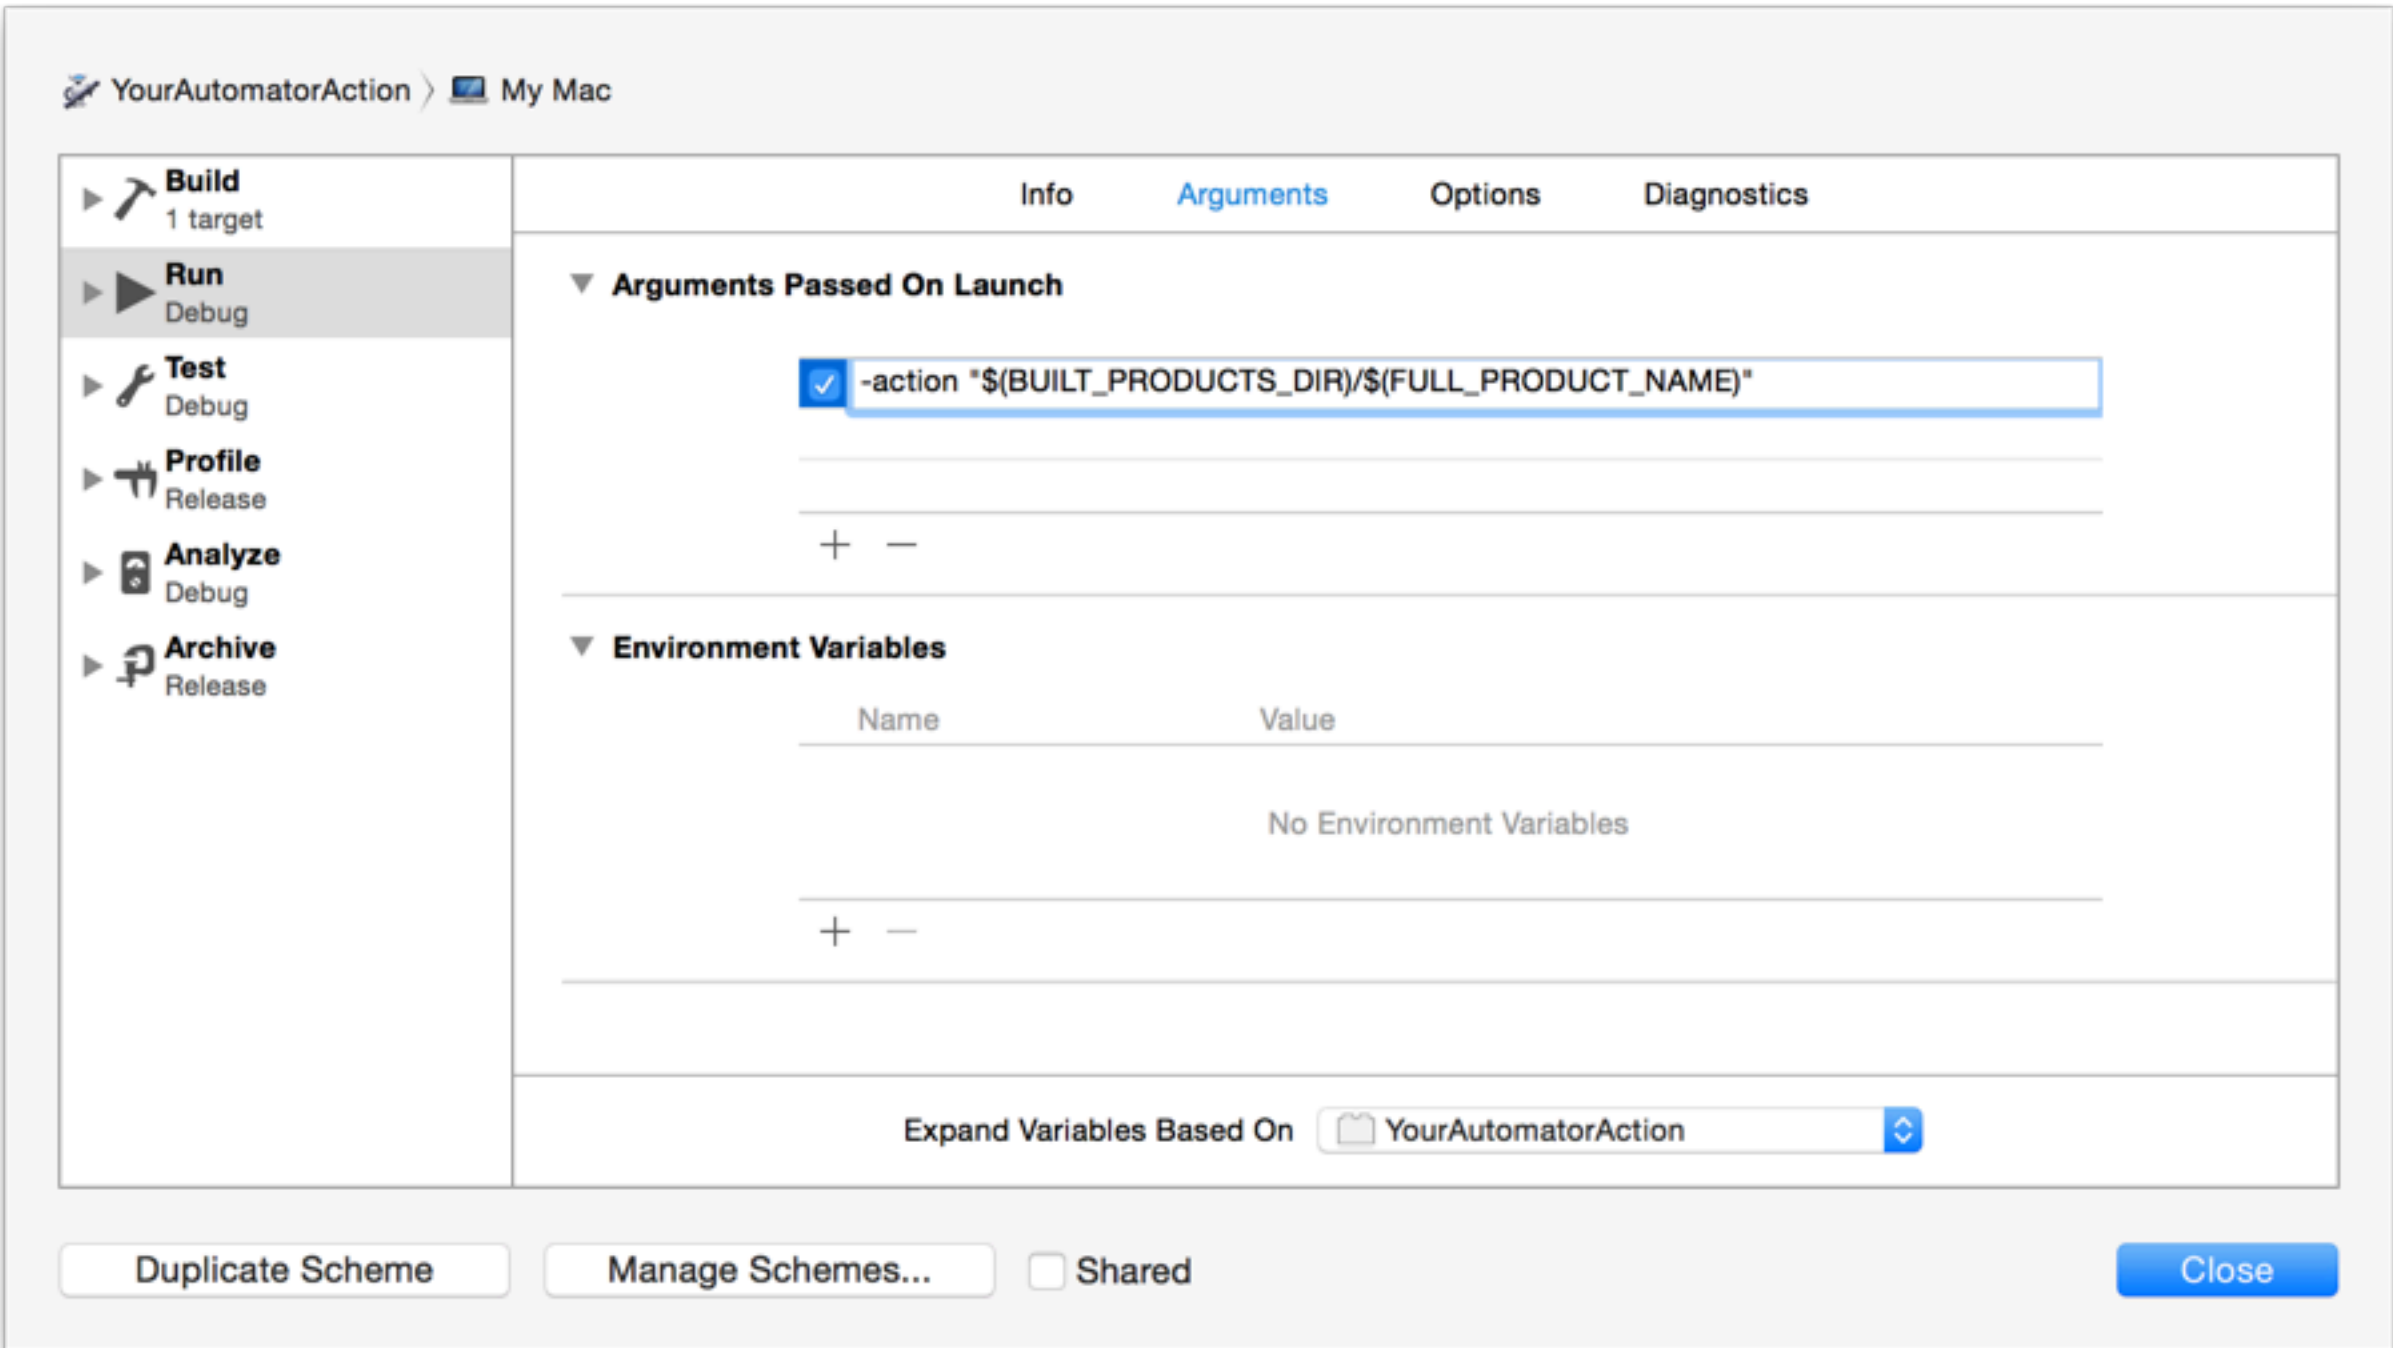 YourAutomatorAction 〉 My Mac
Build
1 target
Run
Debug
Test
Debug
Profile
Release
Analyze
Debug
Archive
Release
Info Arguments Options Diagnostics
Arguments Passed On Launch
-action "$(BUILT_PRODUCTS_DIR)/$(FULL_PRODUCT_NAME)"
Environment Variables
Name Value
No Environment Variables
Expand Variables Based On YourAutomatorAction
Duplicate Scheme Manage Schemes... Shared Close